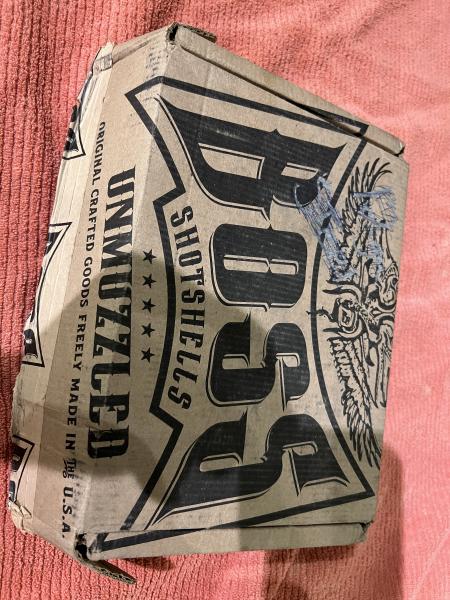 BOSS
SHOTSHELLS
★★★★★
UNMUZZLED
ORIGINAL CRAFTED GOODS FREELY MADE IN THE U.S.A.